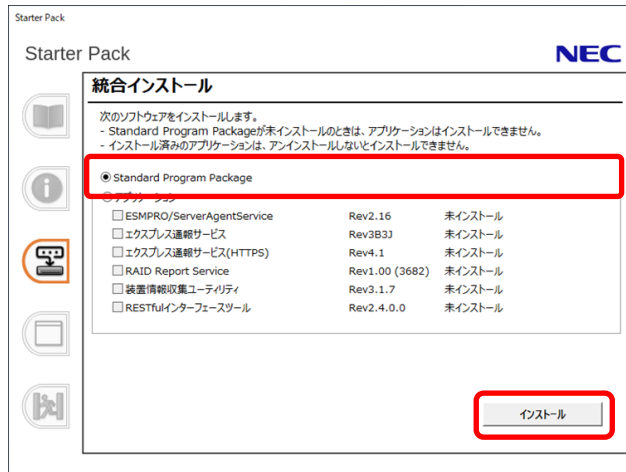 Starter Pack
Starter Pack
NEC
統合インストール
次のソフトウェアをインストールします。
- Standard Program Packageが未インストールのときは、アプリケーションはインストールできません。
- インストール済みのアプリケーションは、アンインストールしないとインストールできません。
Standard Program Package
アプリケーション
ESMPRO/ServerAgentService Rev2.16 未インストール
エクスプレス通報サービス Rev3B3J 未インストール
エクスプレス通報サービス(HTTPS) Rev4.1 未インストール
RAID Report Service Rev1.00 (3682) 未インストール
装置情報収集ユーティリティ Rev3.1.7 未インストール
RESTfulインターフェースツール Rev2.4.0.0 未インストール
インストール